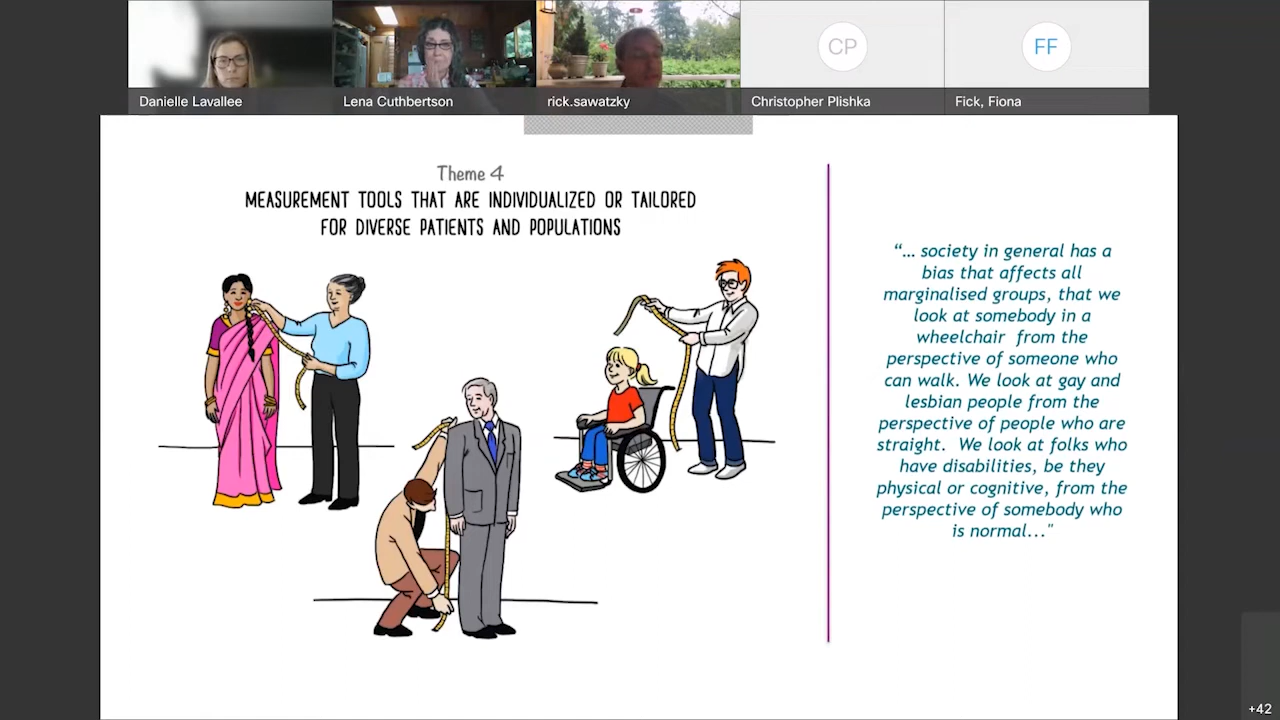 CP
FF
Danielle Lavallee
Lena Cuthbertson
rick.sawatzky
Christopher Plishka
Fick, Fiona
Theme 4
MEASUREMENT TOOLS THAT ARE INDIVIDUALIZED OR TAILORED
FOR DIVERSE PATIENTS AND POPULATIONS
“... society in general has a
bias that affects all
marginalised groups, that we
look at somebody in a
wheelchair from the
perspective of someone who
can walk. We look at gay and
lesbian people from the
perspective of people who are
straight. We look at folks who
have disabilities, be they
physical or cognitive, from the
perspective of somebody who
is normal..."
+42